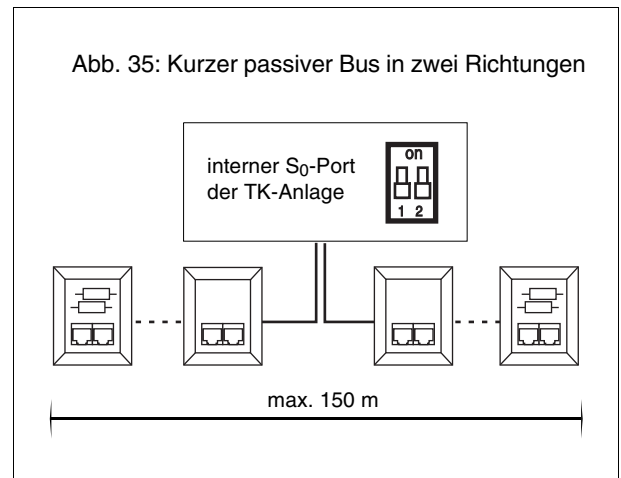 Abb. 35: Kurzer passiver Bus in zwei Richtungen
interner S₀-Port
der TK-Anlage
on
1 2
max. 150 m